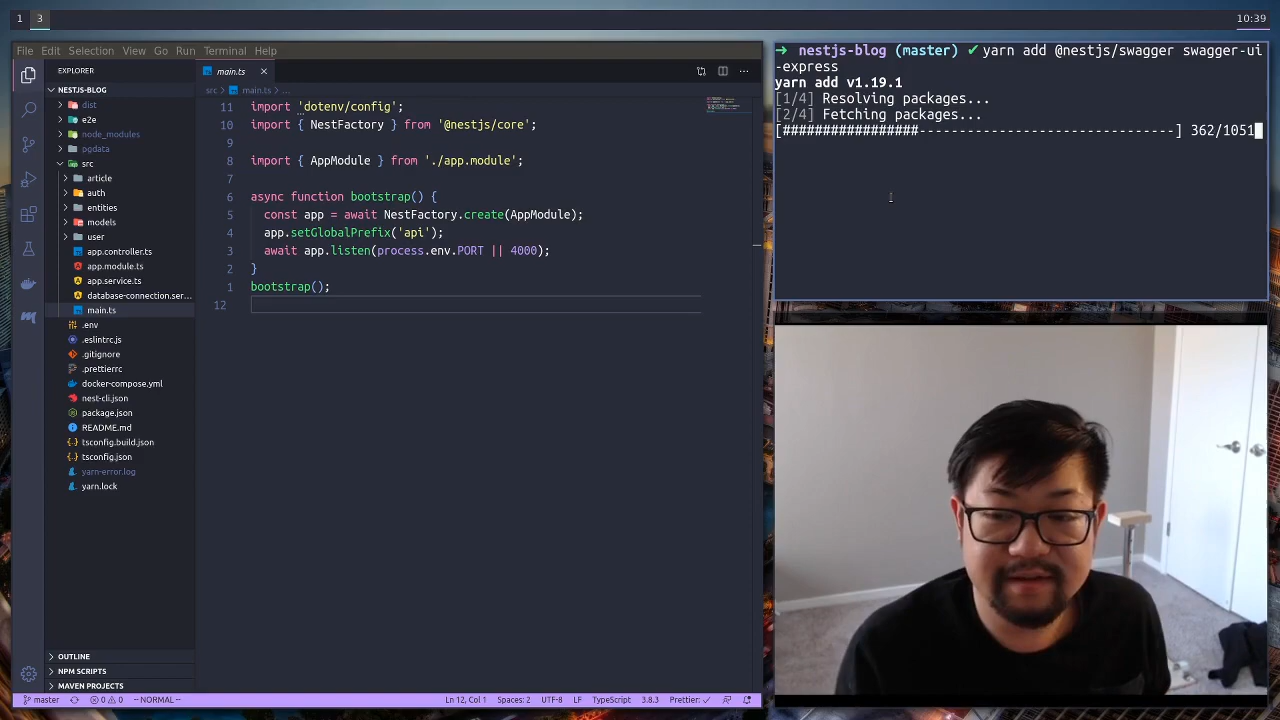 1 3 10:39
File Edit Selection View Go Run Terminal Help
EXPLORER
NESTJS-BLOG
dist
e2e
node_modules
pgdata
src
article
auth
entities
models
user
app.controller.ts
app.module.ts
app.service.ts
database-connection.ser...
main.ts
.env
.eslintrc.js
.gitignore
.prettierrc
docker-compose.yml
nest-cli.json
package.json
README.md
tsconfig.build.json
tsconfig.json
yarn-error.log
yarn.lock
OUTLINE
NPM SCRIPTS
MAVEN PROJECTS
main.ts
src > main.ts > ...
11 import 'dotenv/config';
10 import { NestFactory } from '@nestjs/core';
9
8 import { AppModule } from './app.module';
7
6 async function bootstrap() {
5 const app = await NestFactory.create(AppModule);
4 app.setGlobalPrefix('api');
3 await app.listen(process.env.PORT || 4000);
2 }
1 bootstrap();
12
master 0 0 -- NORMAL -- Ln 12, Col 1 Spaces: 2 UTF-8 LF TypeScript 3.8.3 Prettier: ✓
→ nestjs-blog (master) ✓ yarn add @nestjs/swagger swagger-ui
-express
yarn add v1.19.1
[1/4] Resolving packages...
[2/4] Fetching packages...
[#################--------------------------------] 362/1051